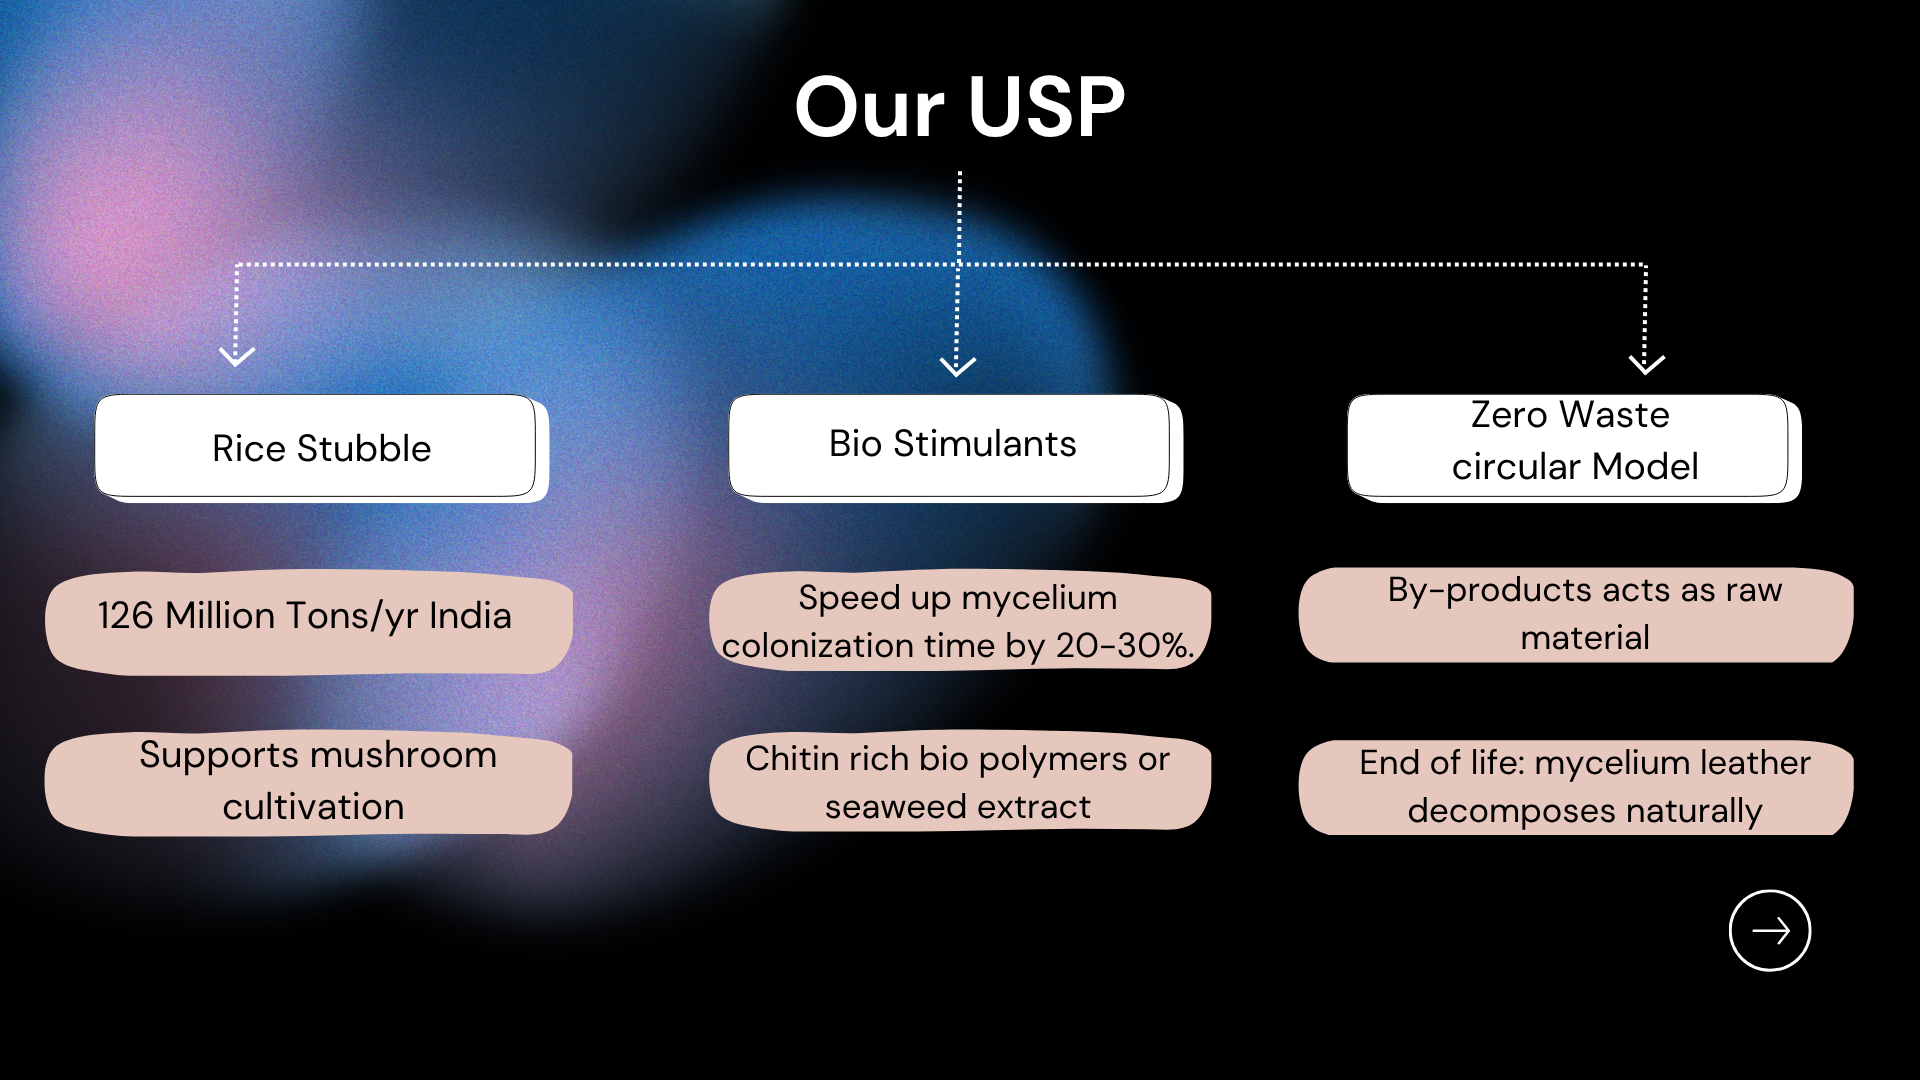 Our USP
Rice Stubble
126 Million Tons/yr India
Supports mushroom
cultivation
Bio Stimulants
Speed up mycelium
colonization time by 20-30%.
Chitin rich bio polymers or
seaweed extract
Zero Waste
circular Model
By-products acts as raw
material
End of life: mycelium leather
decomposes naturally